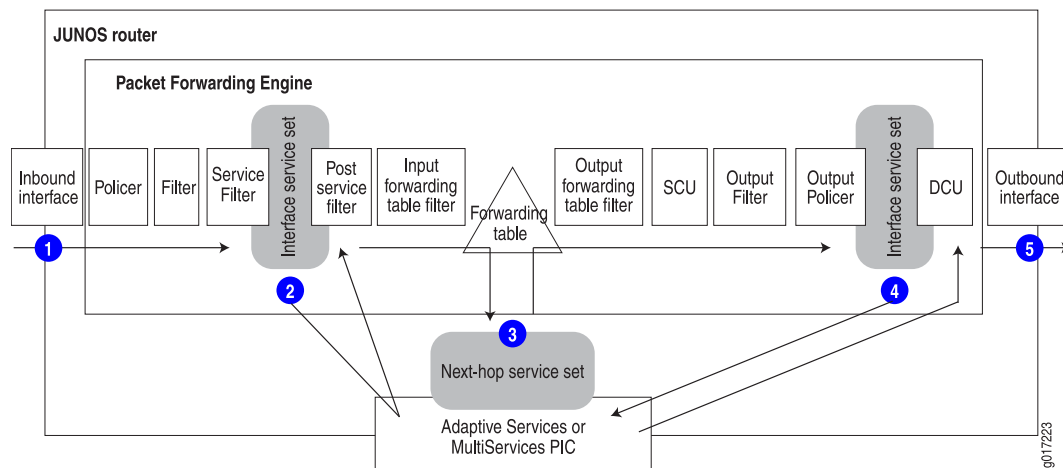 JUNOS router
Packet Forwarding Engine
Inbound
interface
Policer
Filter
Service
Filter
Interface service set
Post
service
filter
Input
forwarding
table filter
Forwarding
table
Output
forwarding
table filter
SCU
Output
Filter
Output
Policer
Interface service set
DCU
Outbound
interface
1
2
3
4
5
Next-hop service set
Adaptive Services or
MultiServices PIC
g017223